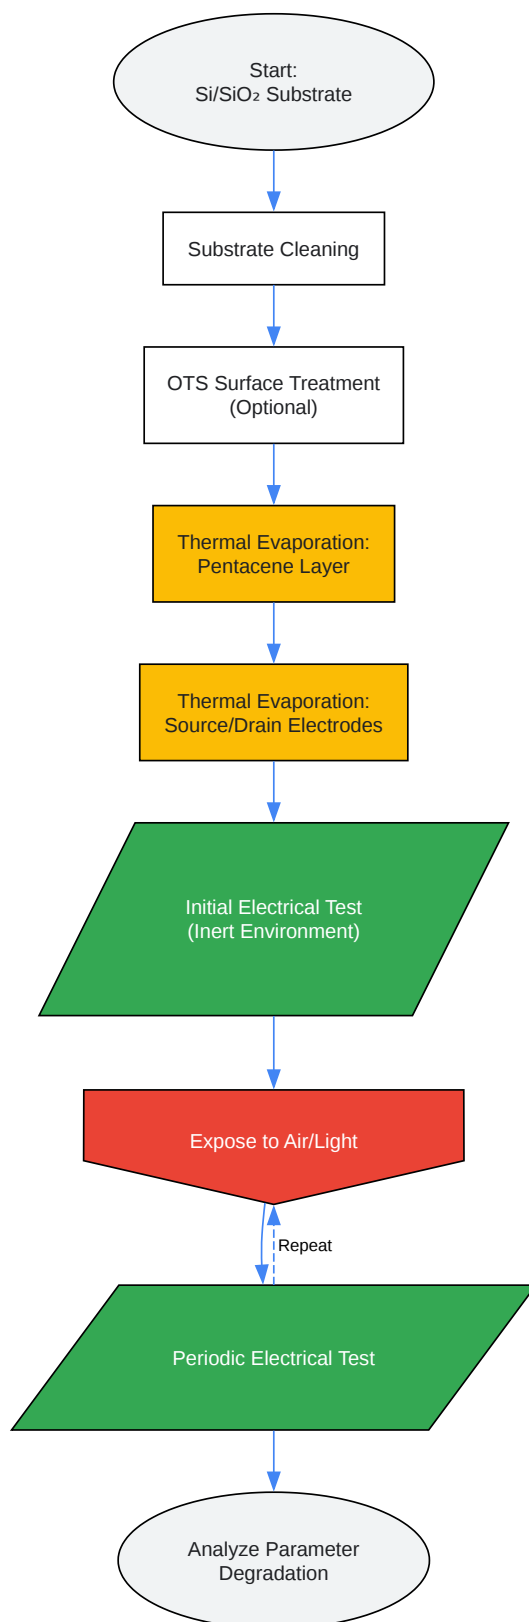 Start:
Si/SiO₂ Substrate
Substrate Cleaning
OTS Surface Treatment
(Optional)
Thermal Evaporation:
Pentacene Layer
Thermal Evaporation:
Source/Drain Electrodes
Initial Electrical Test
(Inert Environment)
Expose to Air/Light
Repeat
Periodic Electrical Test
Analyze Parameter
Degradation